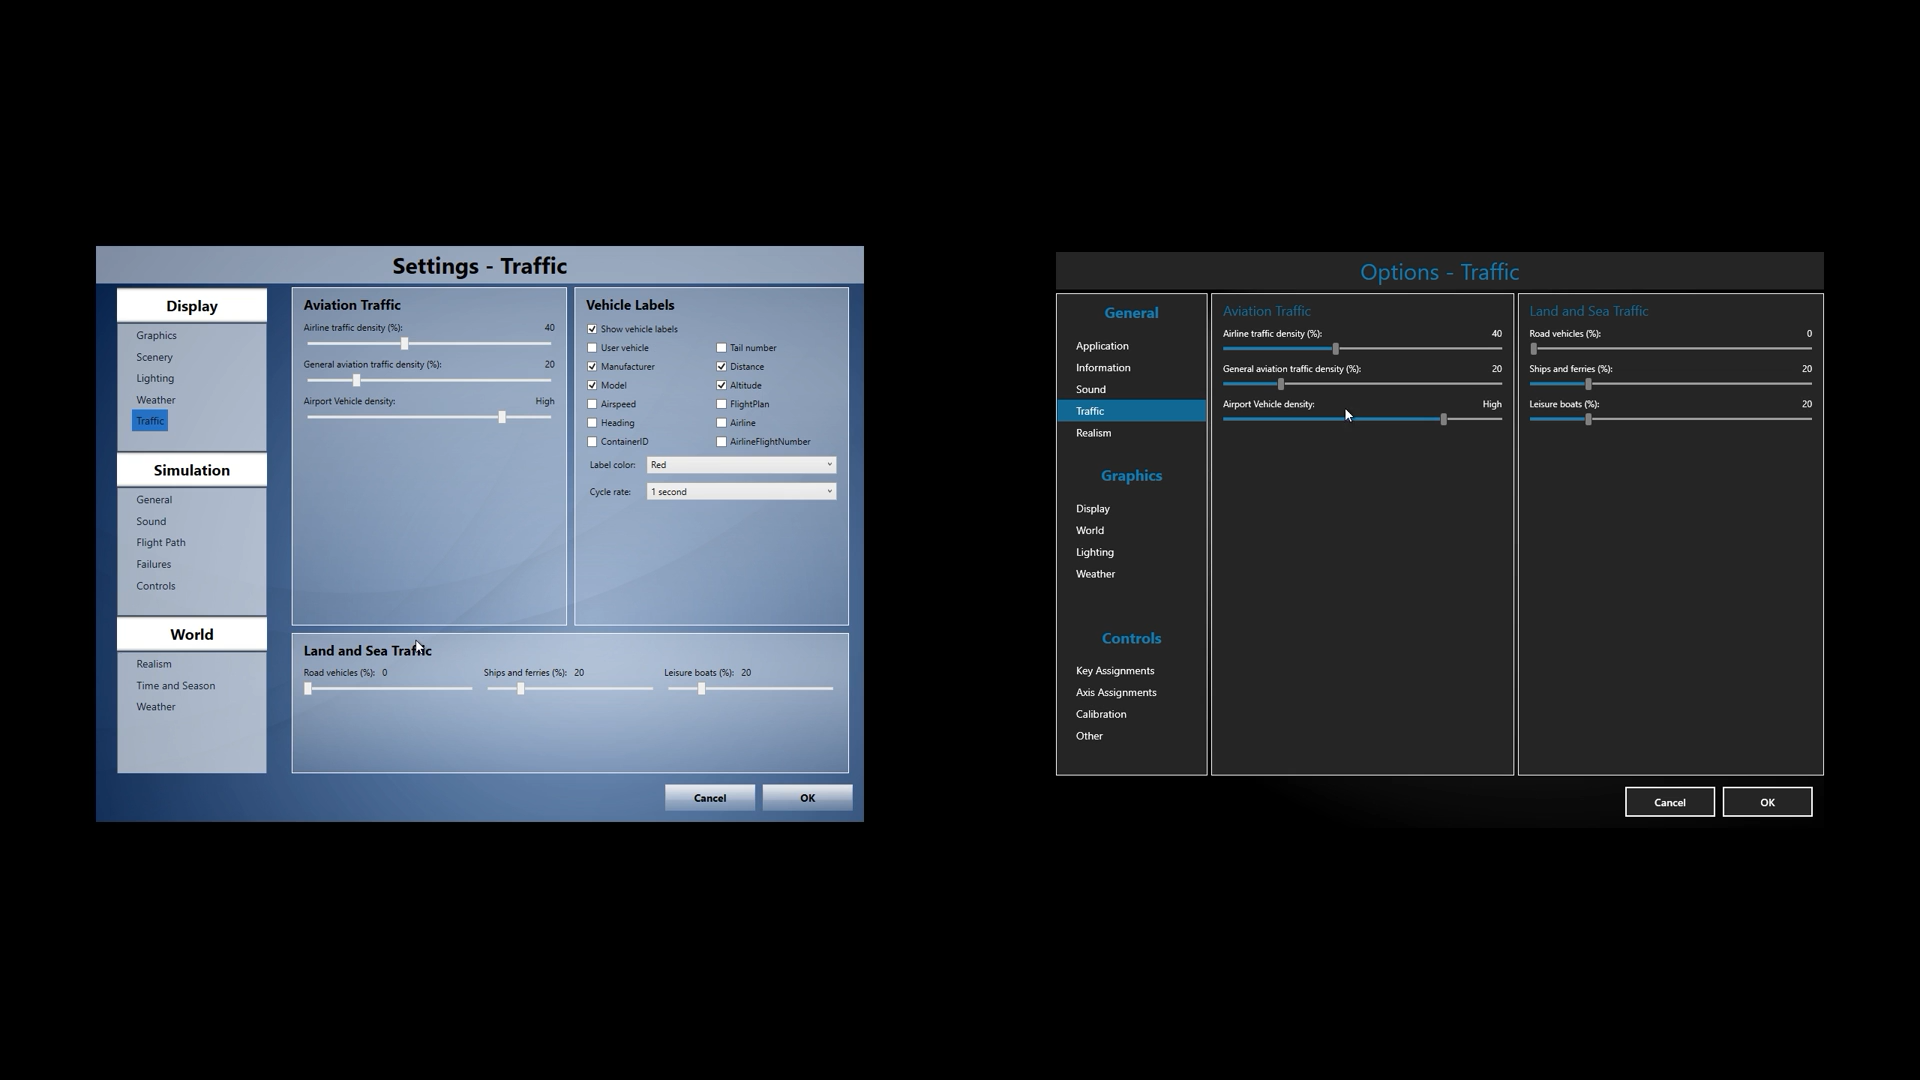 Settings - Traffic
Display
Graphics
Scenery
Lighting
Weather
Traffic
Simulation
General
Sound
Flight Path
Failures
Controls
World
Realism
Time and Season
Weather
Aviation Traffic
Airline traffic density (%): 40
General aviation traffic density (%): 20
Airport Vehicle density: High
Vehicle Labels
Show vehicle labels
User vehicle Tail number
Manufacturer Distance
Model Altitude
Airspeed FlightPlan
Heading Airline
ContainerID AirlineFlightNumber
Label color: Red
Cycle rate: 1 second
Land and Sea Traffic
Road vehicles (%): 0 Ships and ferries (%): 20 Leisure boats (%): 20
Cancel OK
Options - Traffic
General
Application
Information
Sound
Traffic
Realism
Graphics
Display
World
Lighting
Weather
Controls
Key Assignments
Axis Assignments
Calibration
Other
Aviation Traffic
Airline traffic density (%): 40
General aviation traffic density (%): 20
Airport Vehicle density: High
Land and Sea Traffic
Road vehicles (%): 0
Ships and ferries (%): 20
Leisure boats (%): 20
Cancel OK